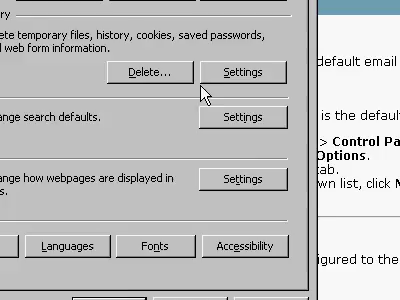 ry
ete temporary files, history, cookies, saved passwords,
l web form information.
Delete... Settings
ange search defaults.
Settings
ange how webpages are displayed in
s.
Settings
Languages Fonts Accessibility
default email
is the defau
> Control Pa
Options.
tab.
wn list, click M
igured to the